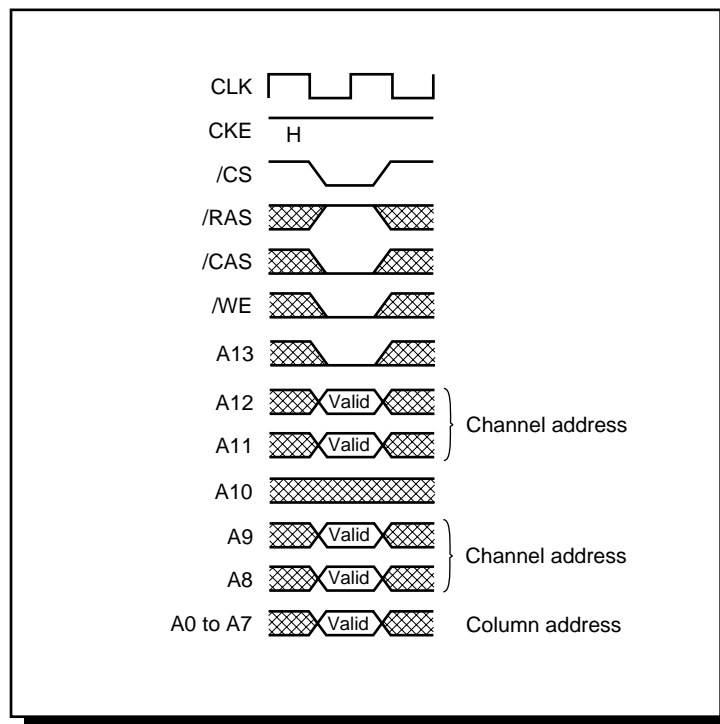 CLK
CKE H
/CS
/RAS
/CAS
/WE
A13
A12 Valid
Channel address
A11 Valid
A10
A9 Valid
Channel address
A8 Valid
A0 to A7 Valid Column address